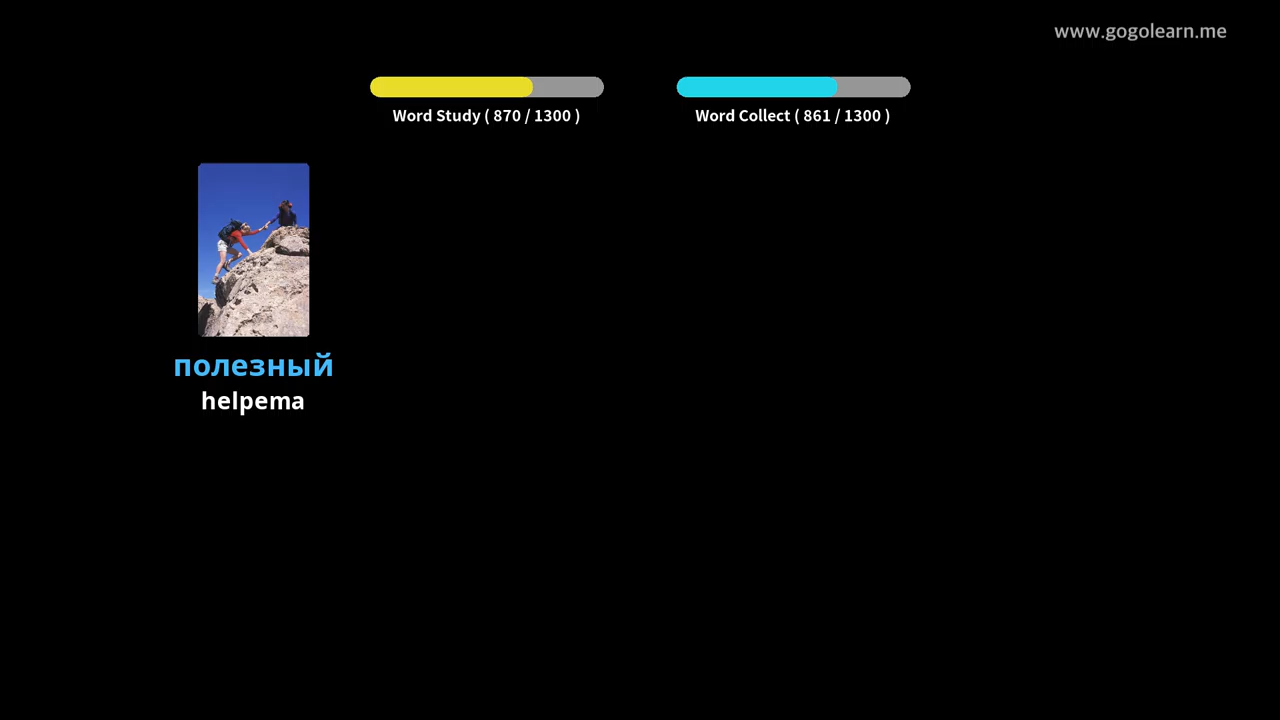 www.gogolearn.me
Word Study ( 870 / 1300 )
Word Collect ( 861 / 1300 )
полезный
helpema